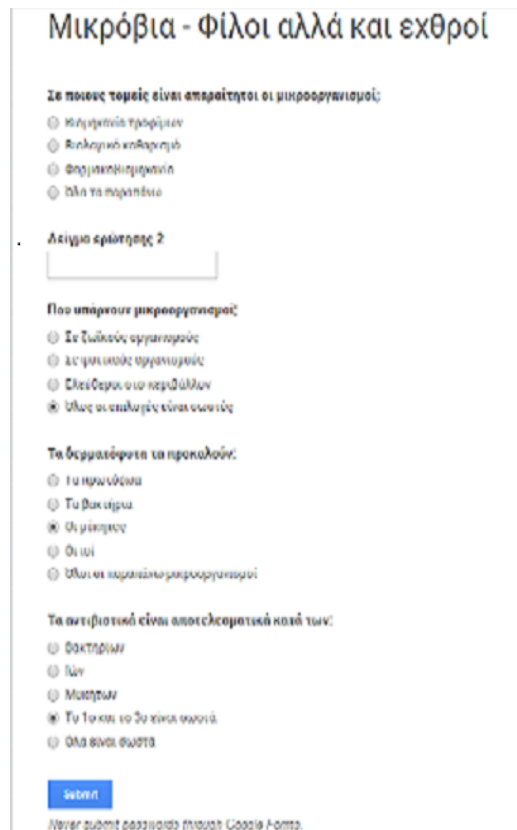 Μικρόβια - Φίλοι αλλά και εχθροί
Σε ποιους τομείς είναι απαραίτητοι οι μικροοργανισμοί;
Βιομηχανία τροφίμων
Βιολογικό καθαρισμό
Φαρμακοβιομηχανία
Όλα τα παραπάνω
Δείγμα ερώτησης 2
Που υπάρχουν μικροοργανισμοί;
Σε ζωϊκούς οργανισμούς
Σε φυτικούς οργανισμούς
Ελεύθεροι στο περιβάλλον
Όλες οι επιλογές είναι σωστές
Τα δερματόφυτα τα προκαλούν:
Τα πρωτόζωα
Τα βακτήρια
Οι μύκητες
Οι ιοί
Όλοι οι παραπάνω μικροοργανισμοί
Τα αντιβιοτικά είναι αποτελεσματικά κατά των:
Βακτηρίων
Ιών
Μυκήτων
Το 1ο και το 3ο είναι σωστά
Όλα είναι σωστά
Submit
Never submit passwords through Google Forms.